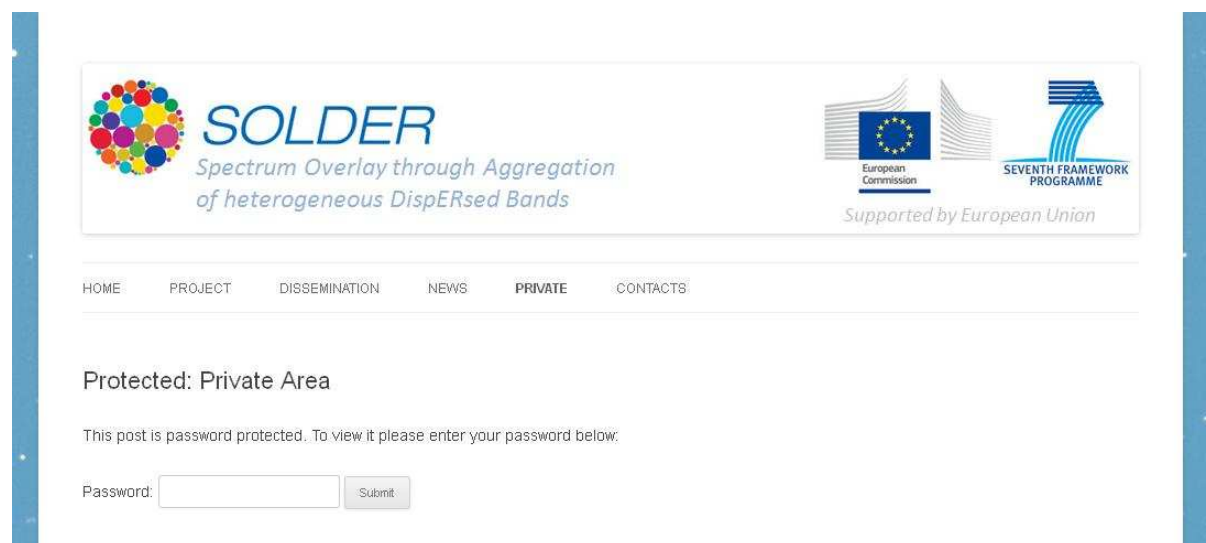 SOLDER
Spectrum Overlay through Aggregation
of heterogeneous DispERsed Bands
European
Commission
7
SEVENTH FRAMEWORK
PROGRAMME
Supported by European Union
HOME PROJECT DISSEMINATION NEWS PRIVATE CONTACTS
Protected: Private Area
This post is password protected. To view it please enter your password below:
Password: Submit